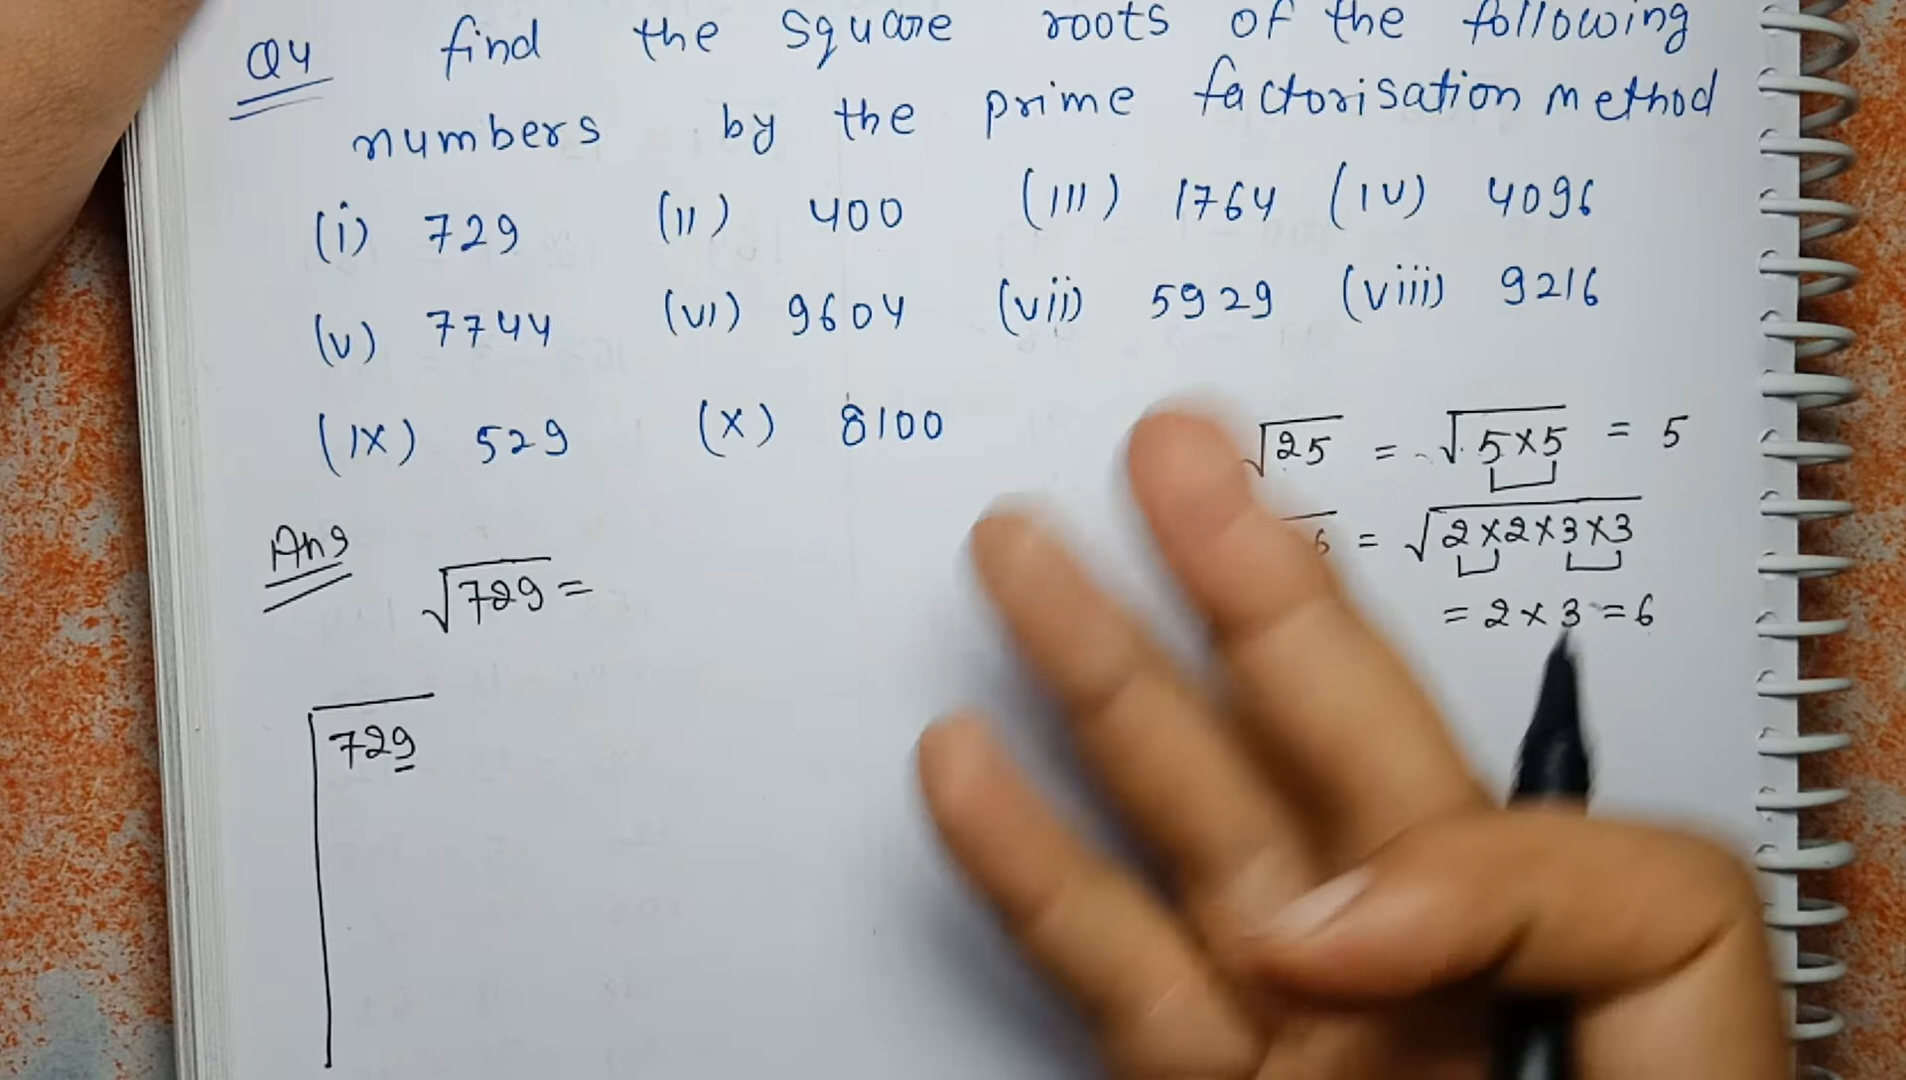 Q4 find the square roots of the following
numbers by the prime factorisation method
(i) 729 (ii) 400 (iii) 1764 (iv) 4096
(v) 7744 (vi) 9604 (vii) 5929 (viii) 9216
(ix) 529 (x) 8100
√25 = √5×5 = 5
6 = √2×2×3×3
= 2×3 = 6
Ans
√729 =
729